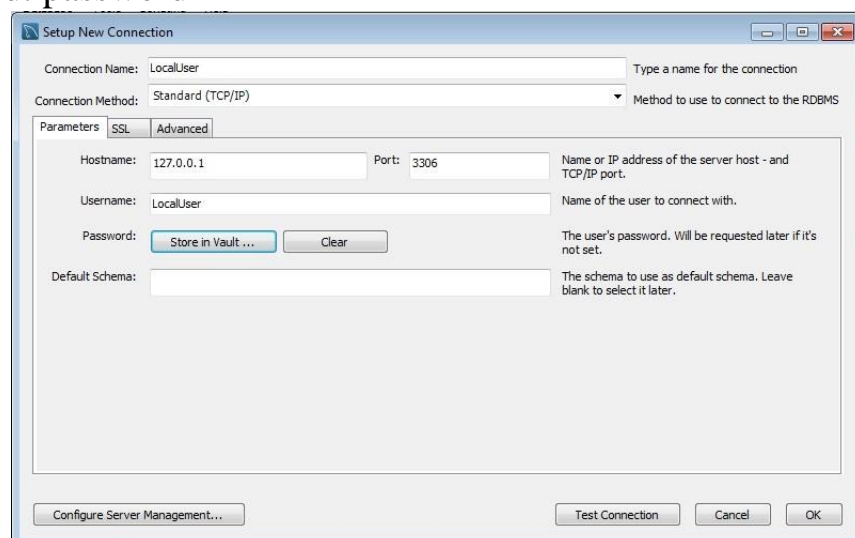 password
Setup New Connection
Connection Name: LocalUser Type a name for the connection
Connection Method: Standard (TCP/IP) Method to use to connect to the RDBMS
Parameters SSL Advanced
Hostname: 127.0.0.1 Port: 3306 Name or IP address of the server host - and
TCP/IP port.
Username: LocalUser Name of the user to connect with.
Password: Store in Vault ... Clear The user's password. Will be requested later if it's
not set.
Default Schema: The schema to use as default schema. Leave
blank to select it later.
Configure Server Management... Test Connection Cancel OK